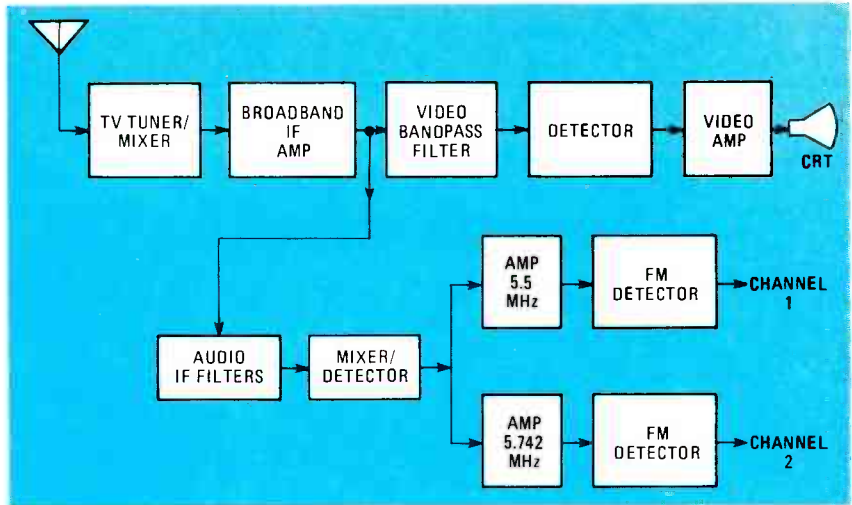 TV TUNER/
MIXER
BROADBAND
IF
AMP
VIDEO
BANDPASS
FILTER
DETECTOR
VIDEO
AMP
CRT
AMP
5.5
MHz
FM
DETECTOR
CHANNEL
1
AUDIO
IF FILTERS
MIXER/
DETECTOR
AMP
5.742
MHz
FM
DETECTOR
CHANNEL
2